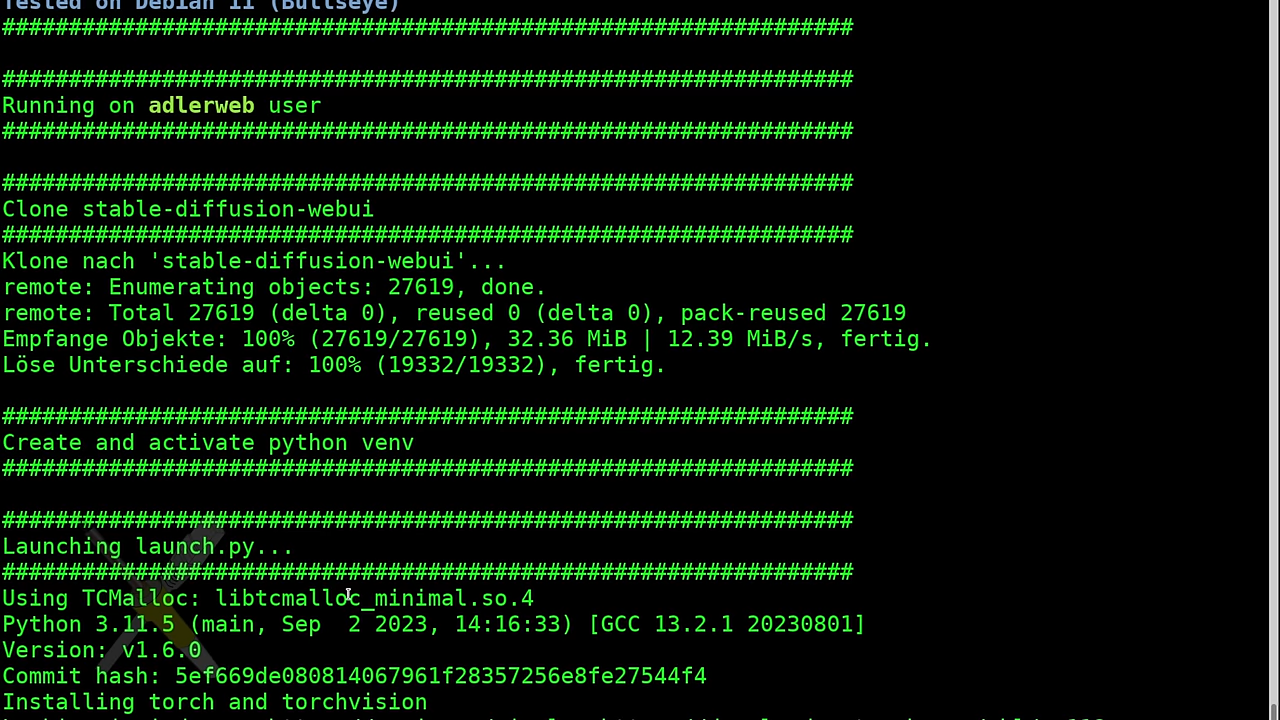 Tested on Debian 11 (Bullseye)
################################################################

################################################################
Running on adlerweb user
################################################################

################################################################
Clone stable-diffusion-webui
################################################################
Klone nach 'stable-diffusion-webui'...
remote: Enumerating objects: 27619, done.
remote: Total 27619 (delta 0), reused 0 (delta 0), pack-reused 27619
Empfange Objekte: 100% (27619/27619), 32.36 MiB | 12.39 MiB/s, fertig.
Löse Unterschiede auf: 100% (19332/19332), fertig.

################################################################
Create and activate python venv
################################################################

################################################################
Launching launch.py...
################################################################
Using TCMalloc: libtcmalloc_minimal.so.4
Python 3.11.5 (main, Sep  2 2023, 14:16:33) [GCC 13.2.1 20230801]
Version: v1.6.0
Commit hash: 5ef669de080814067961f28357256e8fe27544f4
Installing torch and torchvision